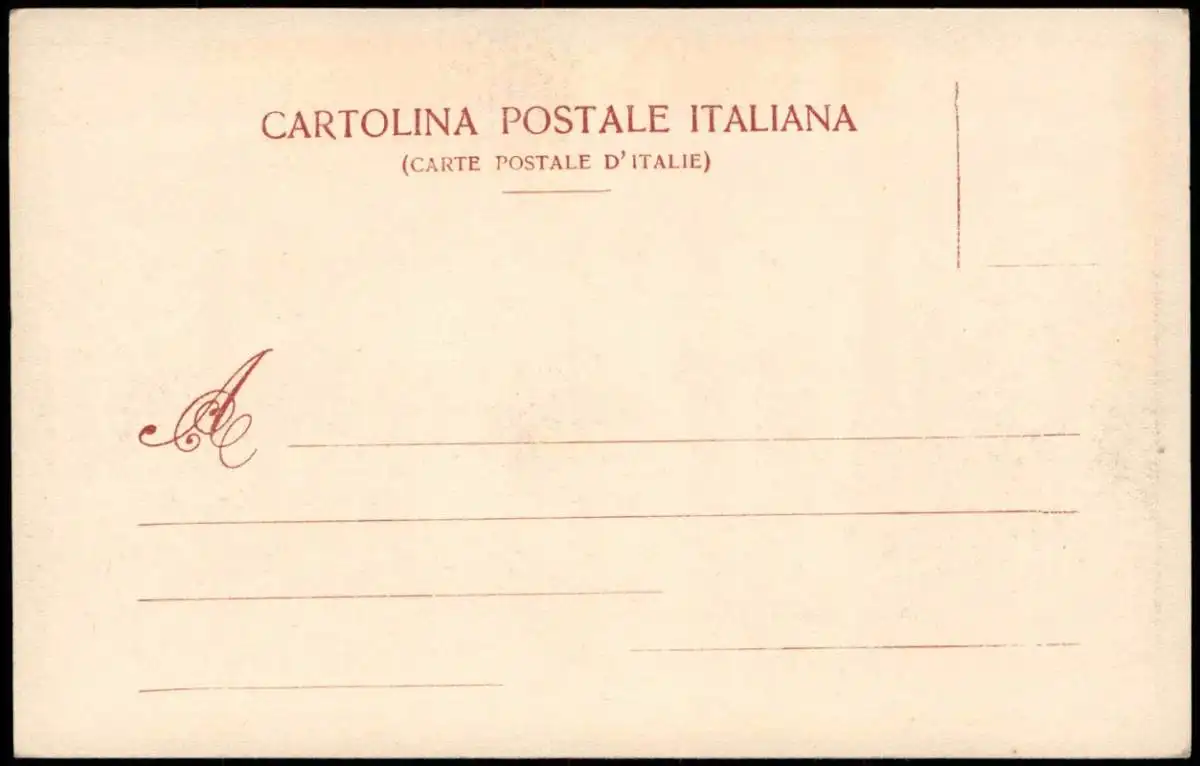 CARTOLINA POSTALE ITALIANA
(CARTE POSTALE D'ITALIE)
A